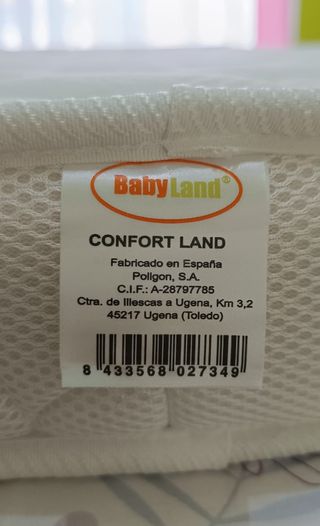 BabyLand®
CONFORT LAND
Fabricado en España
Poligon, S.A.
C.I.F.: A-28797785
Ctra. de Illescas a Ugena, Km 3,2
45217 Ugena (Toledo)
8 433568 027349